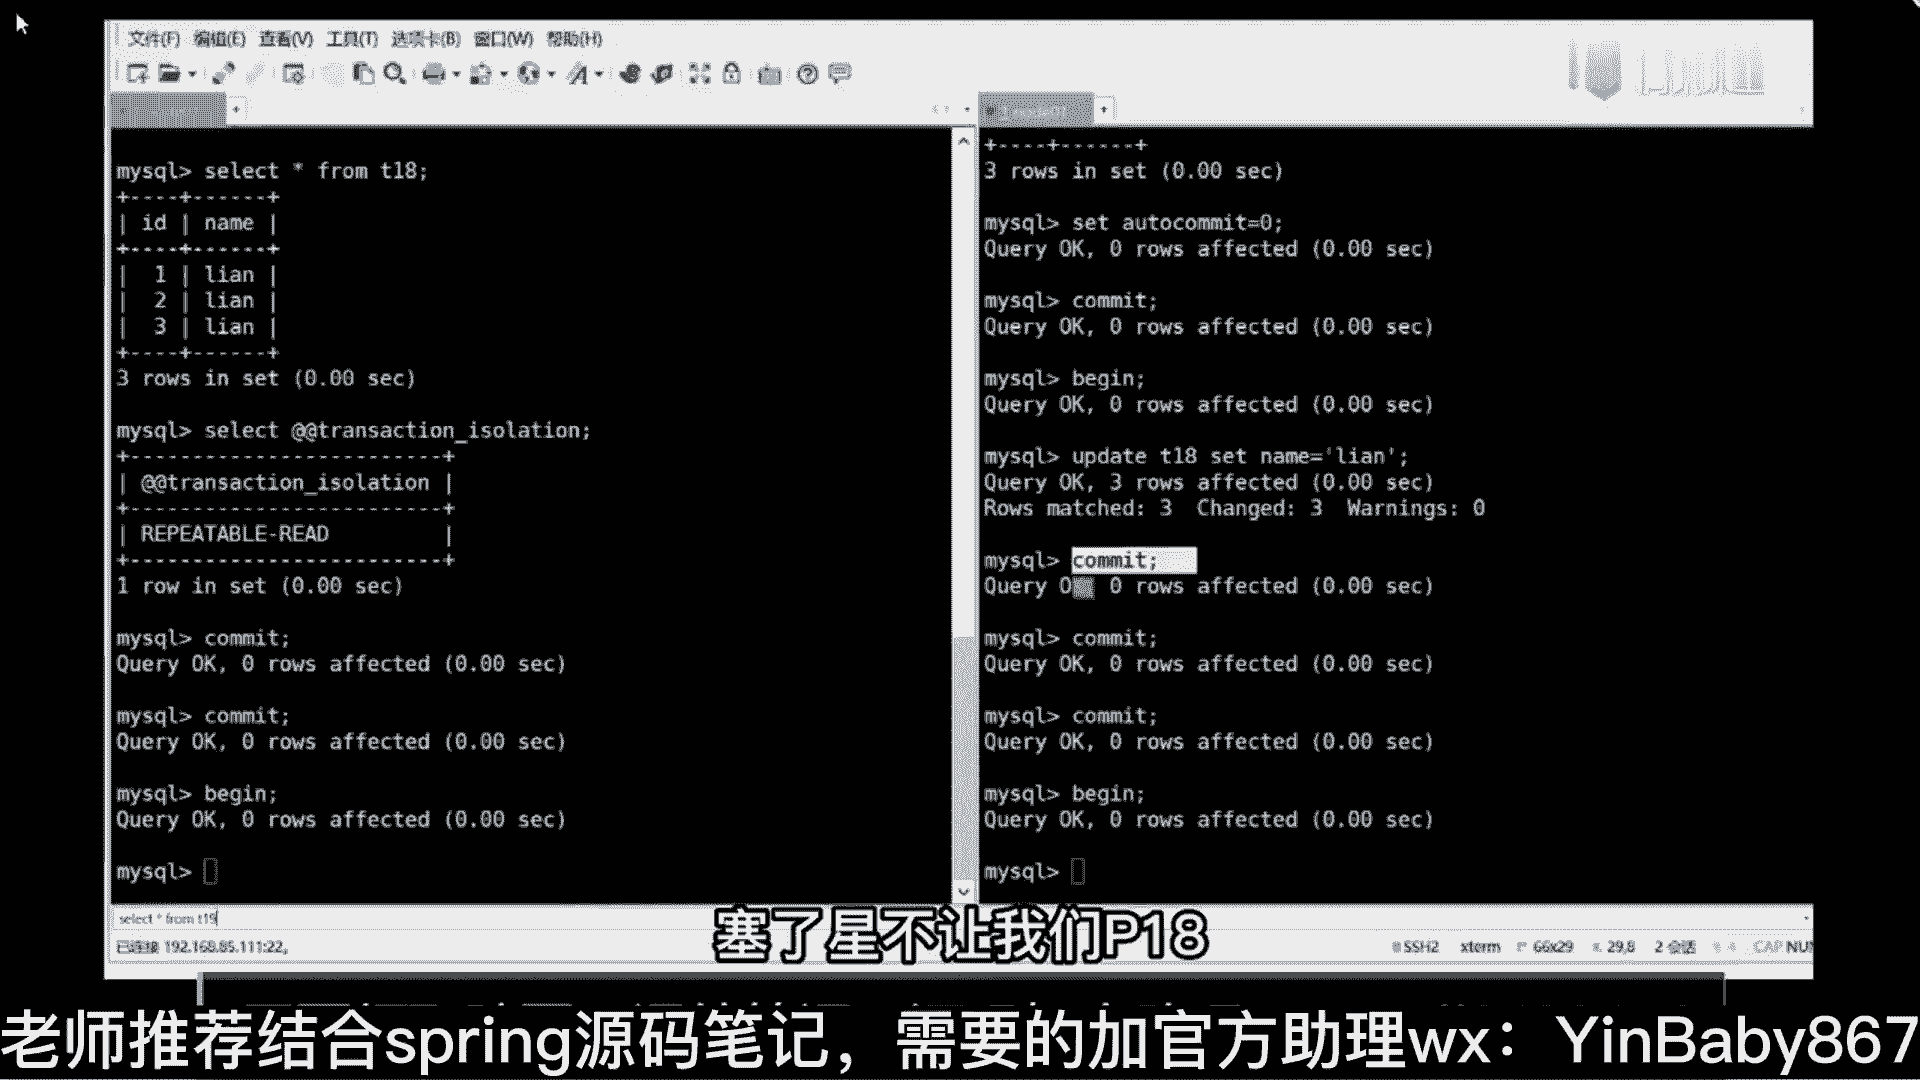 文件(F) 编辑(E) 查看(V) 工具(T) 选项卡(B) 窗口(W) 帮助(H)
mysql> select * from t18;
+----+------+
| id | name |
+----+------+
| 1 | lian |
| 2 | lian |
| 3 | lian |
+----+------+
3 rows in set (0.00 sec)
mysql> select @@transaction_isolation;
+-------------------------+
| @@transaction_isolation |
+-------------------------+
| REPEATABLE-READ |
+-------------------------+
1 row in set (0.00 sec)
mysql> commit;
Query OK, 0 rows affected (0.00 sec)
mysql> commit;
Query OK, 0 rows affected (0.00 sec)
mysql> begin;
Query OK, 0 rows affected (0.00 sec)
mysql>
+----+------+
3 rows in set (0.00 sec)
mysql> set autocommit=0;
Query OK, 0 rows affected (0.00 sec)
mysql> commit;
Query OK, 0 rows affected (0.00 sec)
mysql> begin;
Query OK, 0 rows affected (0.00 sec)
mysql> update t18 set name='lian';
Query OK, 3 rows affected (0.00 sec)
Rows matched: 3 Changed: 3 Warnings: 0
mysql> commit;
Query O 0 rows affected (0.00 sec)
mysql> commit;
Query OK, 0 rows affected (0.00 sec)
mysql> commit;
Query OK, 0 rows affected (0.00 sec)
mysql> begin;
Query OK, 0 rows affected (0.00 sec)
mysql>
select * from t19
已连接 192.168.85.111:22。
SSH2 xterm 66x29 29,8 2 会话 CAP NUM
塞了星不让我们P18
老师推荐结合spring源码笔记，需要的加官方助理wx：YinBaby867